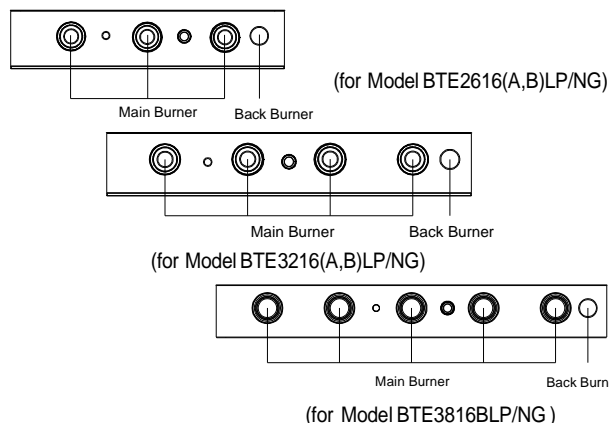 Main Burner Back Burner
(for Model BTE2616(A,B)LP/NG)
Main Burner Back Burner
(for Model BTE3216(A,B)LP/NG)
Main Burner Back Burn
(for Model BTE3816BLP/NG )